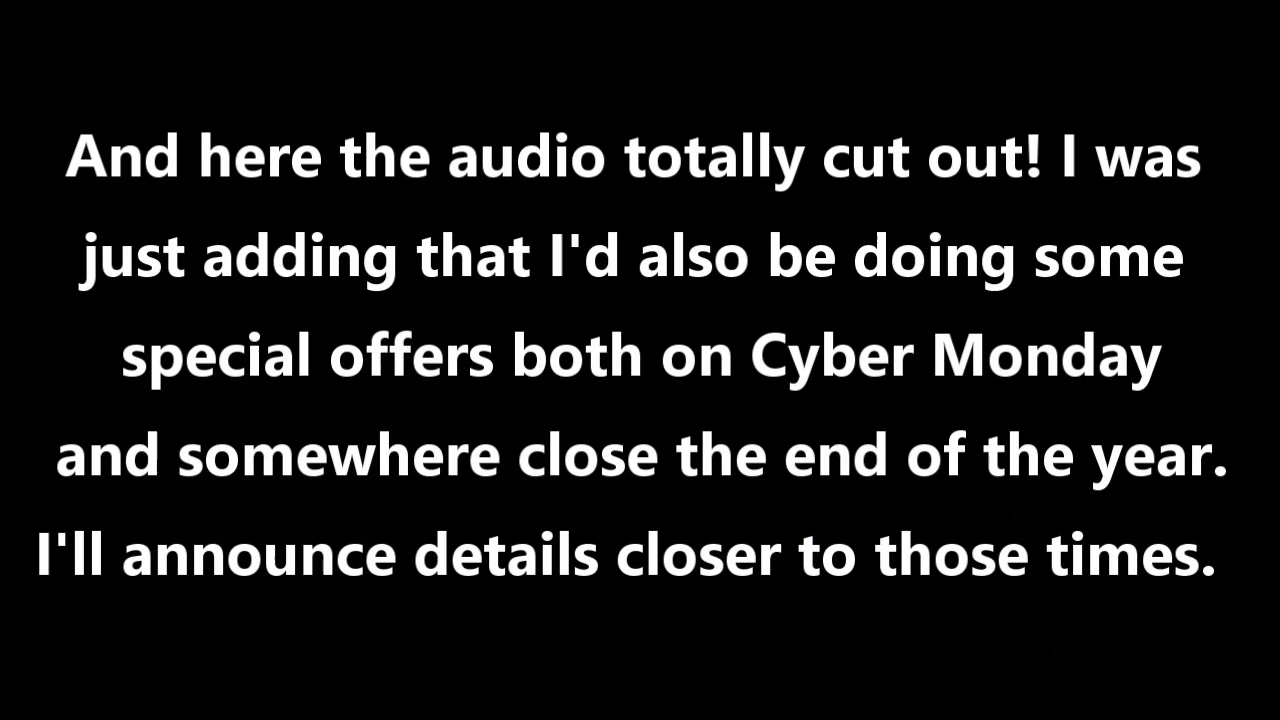 And here the audio totally cut out! I was
just adding that I'd also be doing some
special offers both on Cyber Monday
and somewhere close the end of the year.
I'll announce details closer to those times.